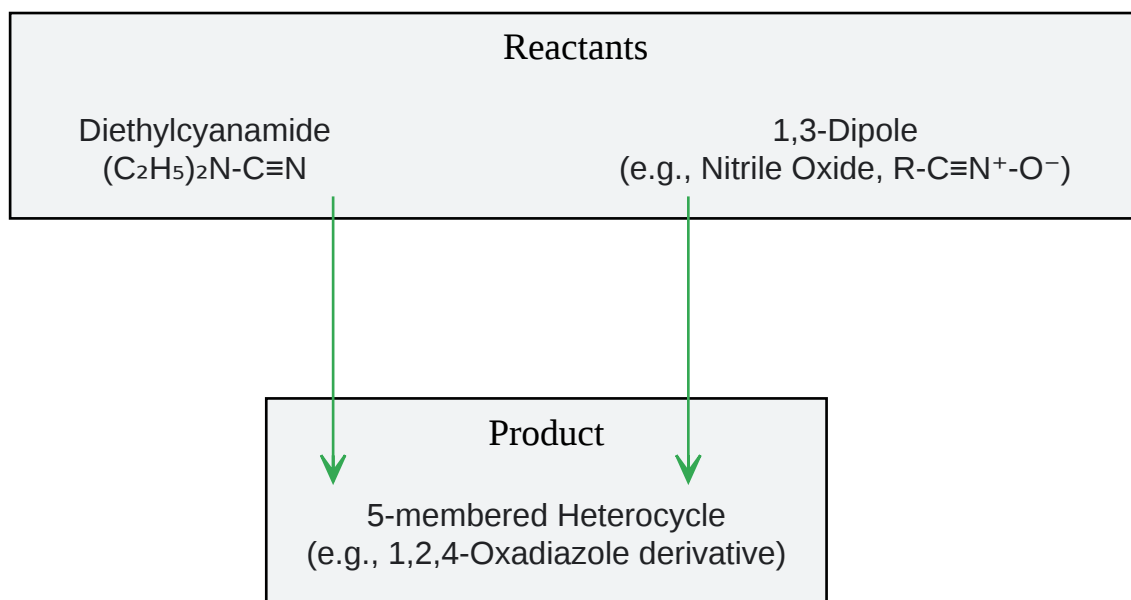 Reactants
Diethylcyanamide
(C₂H₅)₂N-C≡N
1,3-Dipole
(e.g., Nitrile Oxide, R-C≡N⁺-O⁻)
Product
5-membered Heterocycle
(e.g., 1,2,4-Oxadiazole derivative)